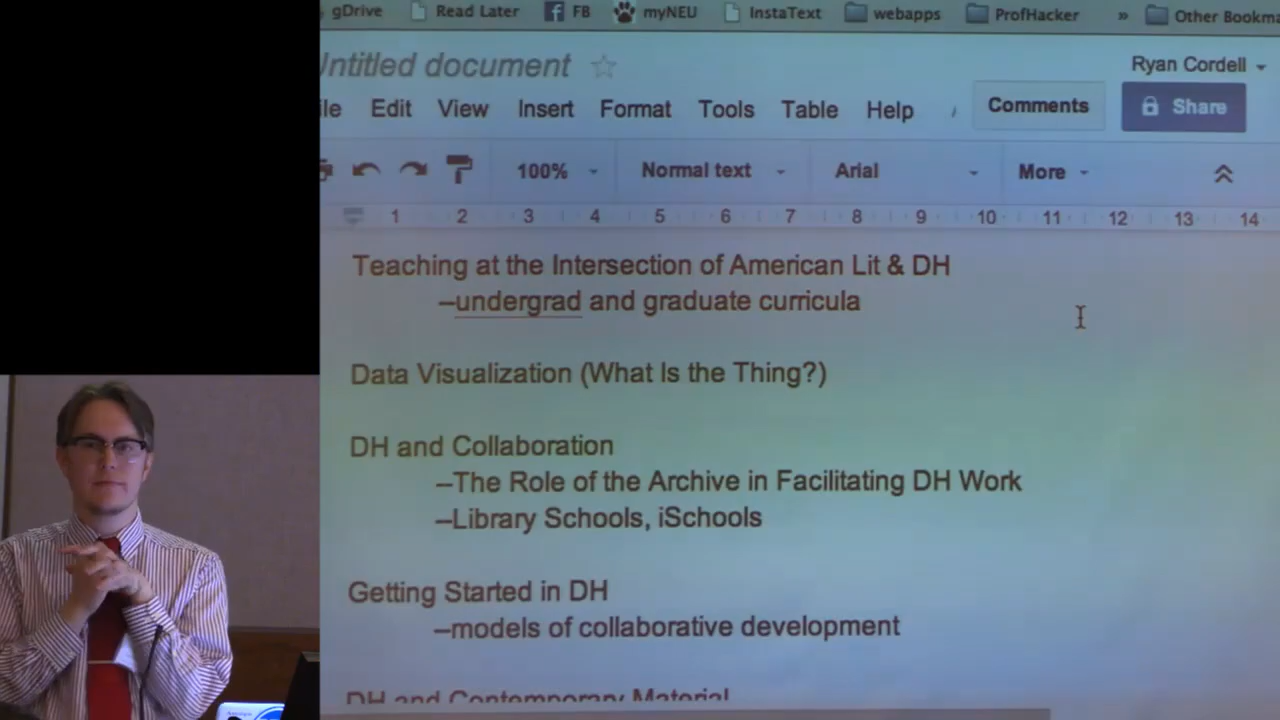 gDrive Read Later FB myNEU InstaText webapps ProfHacker » Other Bookma
Untitled document
Ryan Cordell
ile Edit View Insert Format Tools Table Help Comments Share
100% Normal text Arial More
1 2 3 4 5 6 7 8 9 10 11 12 13 14
Teaching at the Intersection of American Lit & DH
–undergrad and graduate curricula
Data Visualization (What Is the Thing?)
DH and Collaboration
–The Role of the Archive in Facilitating DH Work
–Library Schools, iSchools
Getting Started in DH
–models of collaborative development
DH and Contemporary Material